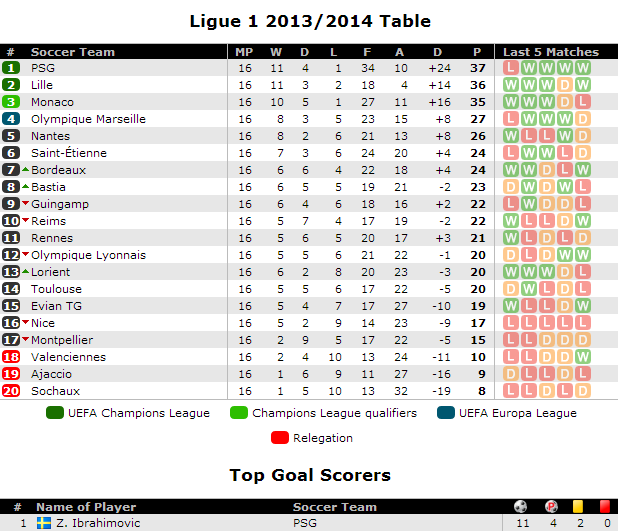 Ligue 1 2013/2014 Table
# Soccer Team MP W D L F A D P Last 5 Matches
1 PSG 16 11 4 1 34 10 +24 37 L W W W W
2 Lille 16 11 3 2 18 4 +14 36 W W W D W
3 Monaco 16 10 5 1 27 11 +16 35 W W W D L
4 Olympique Marseille 16 8 3 5 23 15 +8 27 L W W W D
5 Nantes 16 8 2 6 21 13 +8 26 W L L W D
6 Saint-Étienne 16 7 3 6 24 20 +4 24 L W W L D
7 Bordeaux 16 6 6 4 22 18 +4 24 W W D L W
8 Bastia 16 6 5 5 19 21 -2 23 D W D W L
9 Guingamp 16 6 4 6 18 16 +2 22 L W D D L
10 Reims 16 5 7 4 17 19 -2 22 W L L D W
11 Rennes 16 5 6 5 20 17 +3 21 W L D L D
12 Olympique Lyonnais 16 5 5 6 21 22 -1 20 D L D W W
13 Lorient 16 6 2 8 20 23 -3 20 W W W D L
14 Toulouse 16 5 5 6 17 22 -5 20 D W L D L
15 Evian TG 16 5 4 7 17 27 -10 19 W L L D W
16 Nice 16 5 2 9 14 23 -9 17 L L L L L
17 Montpellier 16 2 9 5 17 22 -5 15 L L D D D
18 Valenciennes 16 2 4 10 13 24 -11 10 L L D D W
19 Ajaccio 16 1 6 9 11 27 -16 9 D L L D L
20 Sochaux 16 1 5 10 13 32 -19 8 L L D L D
UEFA Champions League Champions League qualifiers UEFA Europa League
Relegation
Top Goal Scorers
# Name of Player Soccer Team P
1 Z. Ibrahimovic PSG 11 4 2 0